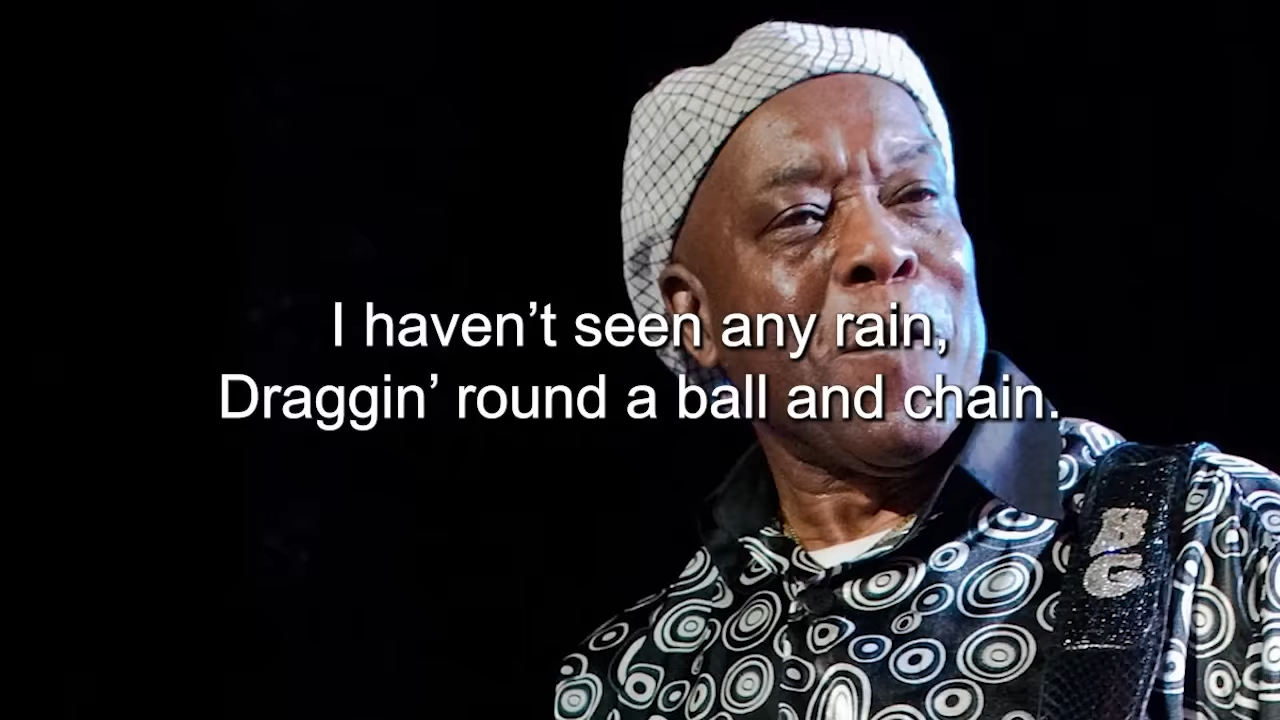 I haven’t seen any rain,
Draggin’ round a ball and chain.
BG